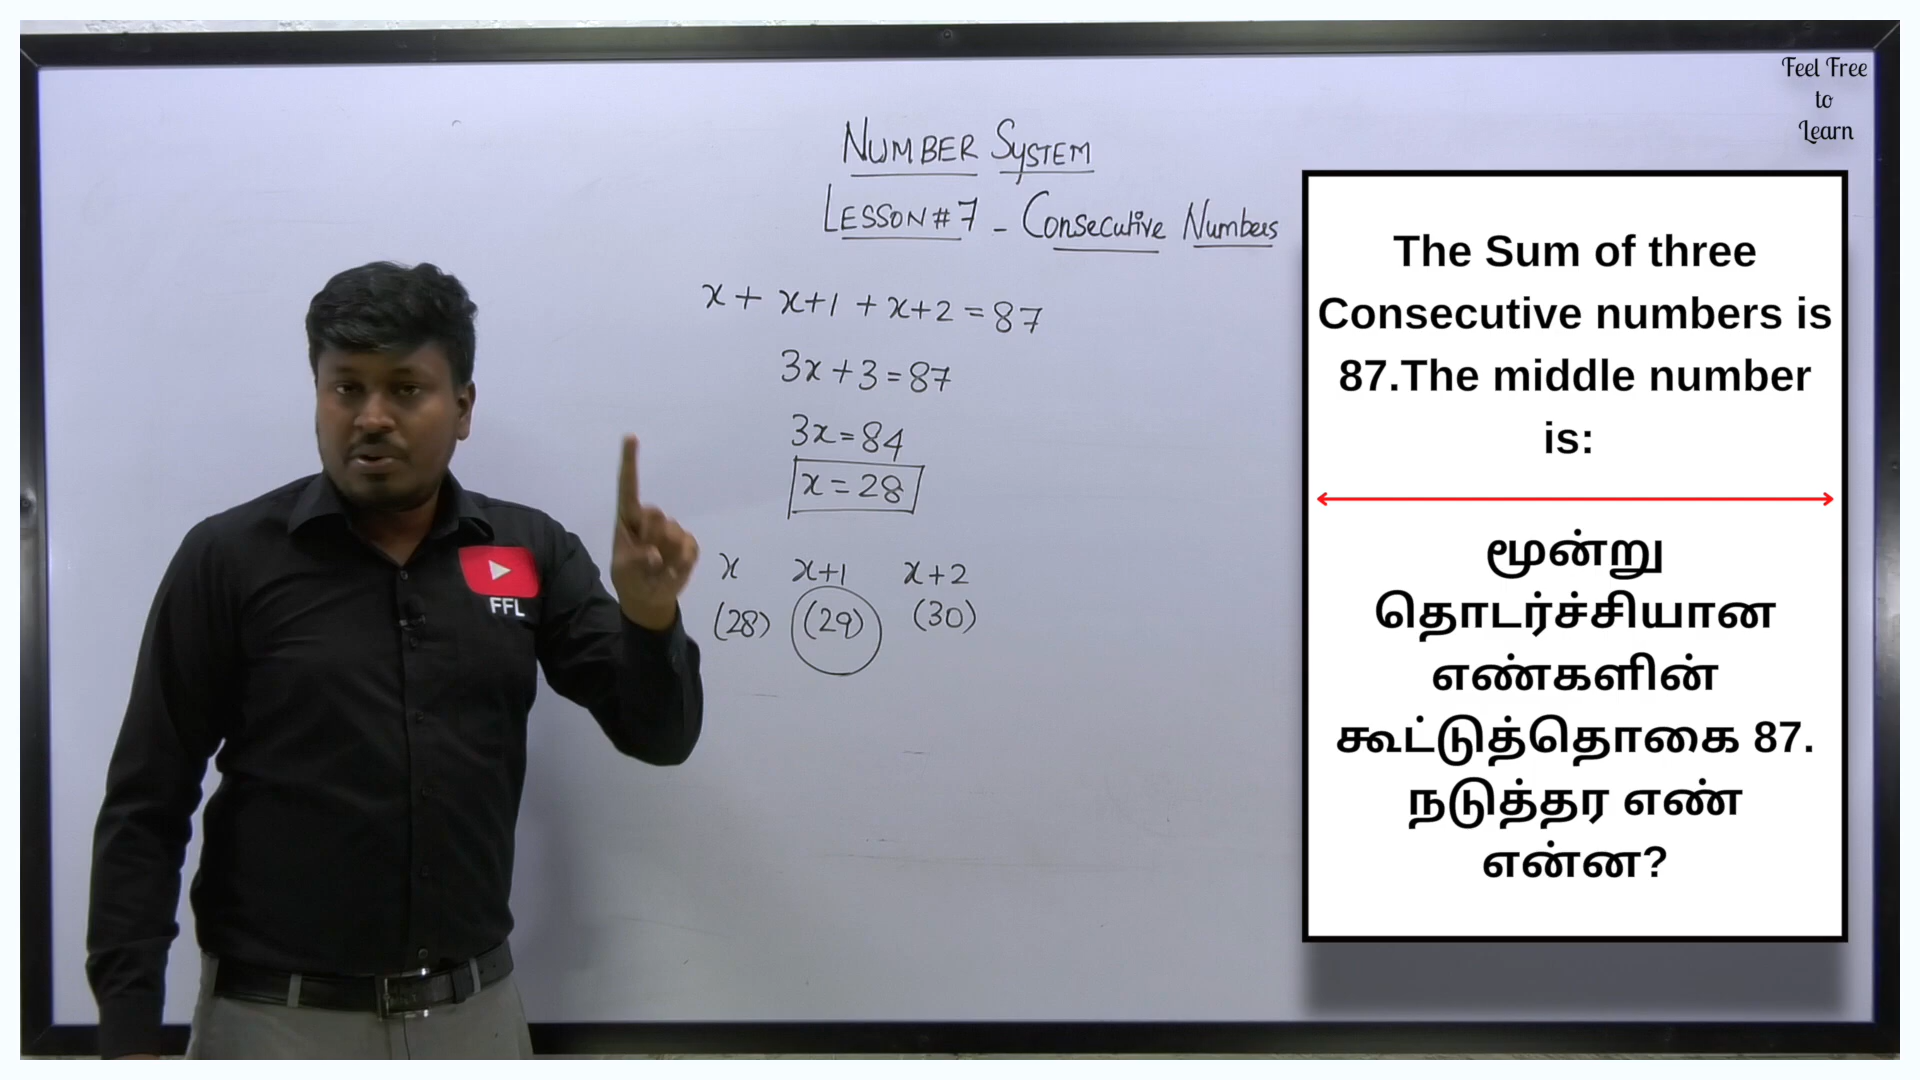 Feel Free
to
Learn
NUMBER SYSTEM
LESSON # 7 - Consecutive Numbers
x + x+1 + x+2 = 87
3x + 3 = 87
3x = 84
x = 28
x x+1 x+2
(28) (29) (30)
FFL
The Sum of three
Consecutive numbers is
87.The middle number
is:
மூன்று
தொடர்ச்சியான
எண்களின்
கூட்டுத்தொகை 87.
நடுத்தர எண்
என்ன?